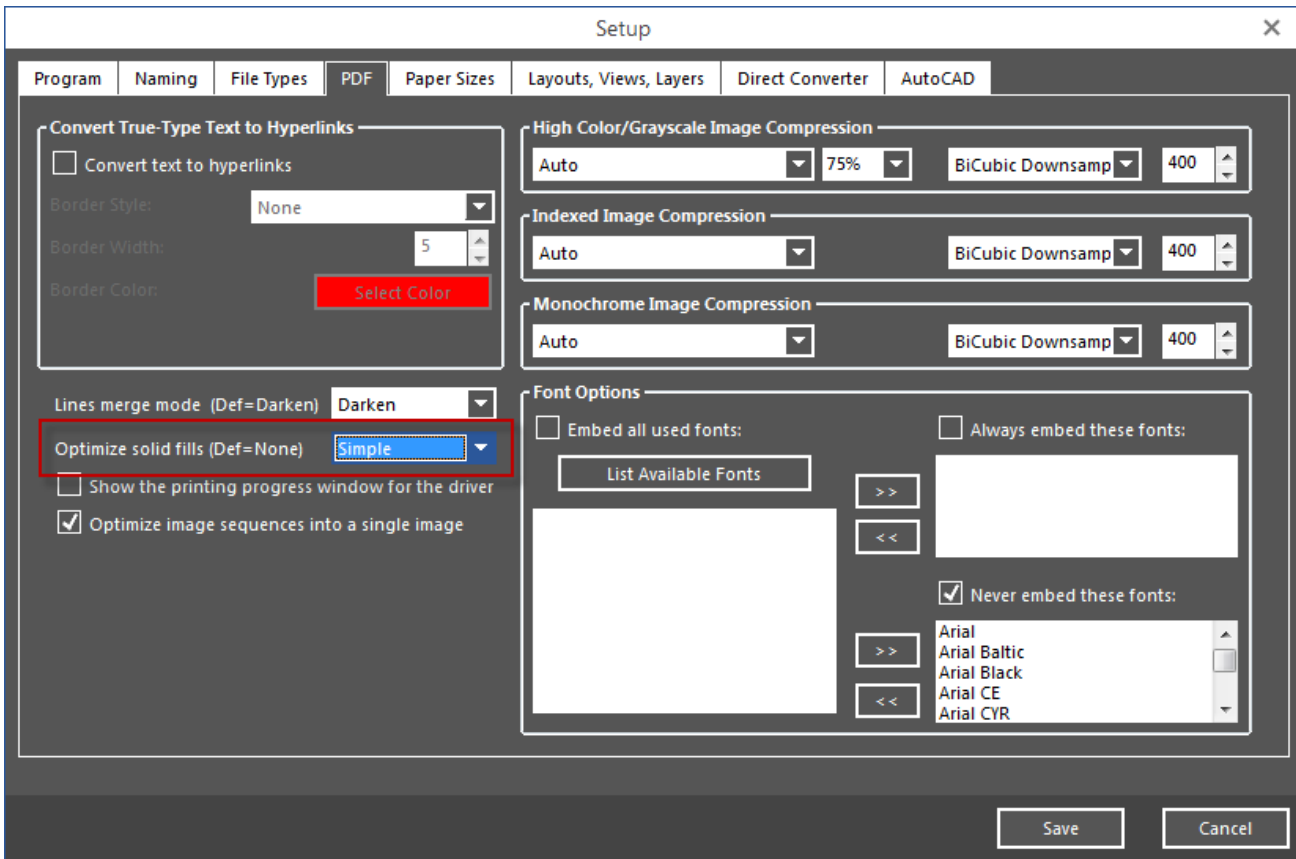 Setup
Program Naming File Types PDF Paper Sizes Layouts, Views, Layers Direct Converter AutoCAD
Convert True-Type Text to Hyperlinks
Convert text to hyperlinks
Border Style: None
Border Width: 5
Border Color: Select Color
Lines merge mode (Def=Darken) Darken
Optimize solid fills (Def=None) Simple
Show the printing progress window for the driver
Optimize image sequences into a single image
High Color/Grayscale Image Compression
Auto 75% BiCubic Downsamp 400
Indexed Image Compression
Auto BiCubic Downsamp 400
Monochrome Image Compression
Auto BiCubic Downsamp 400
Font Options
Embed all used fonts:
List Available Fonts
>>
<<
Always embed these fonts:
Never embed these fonts:
>>
<<
Arial
Arial Baltic
Arial Black
Arial CE
Arial CYR
Save Cancel